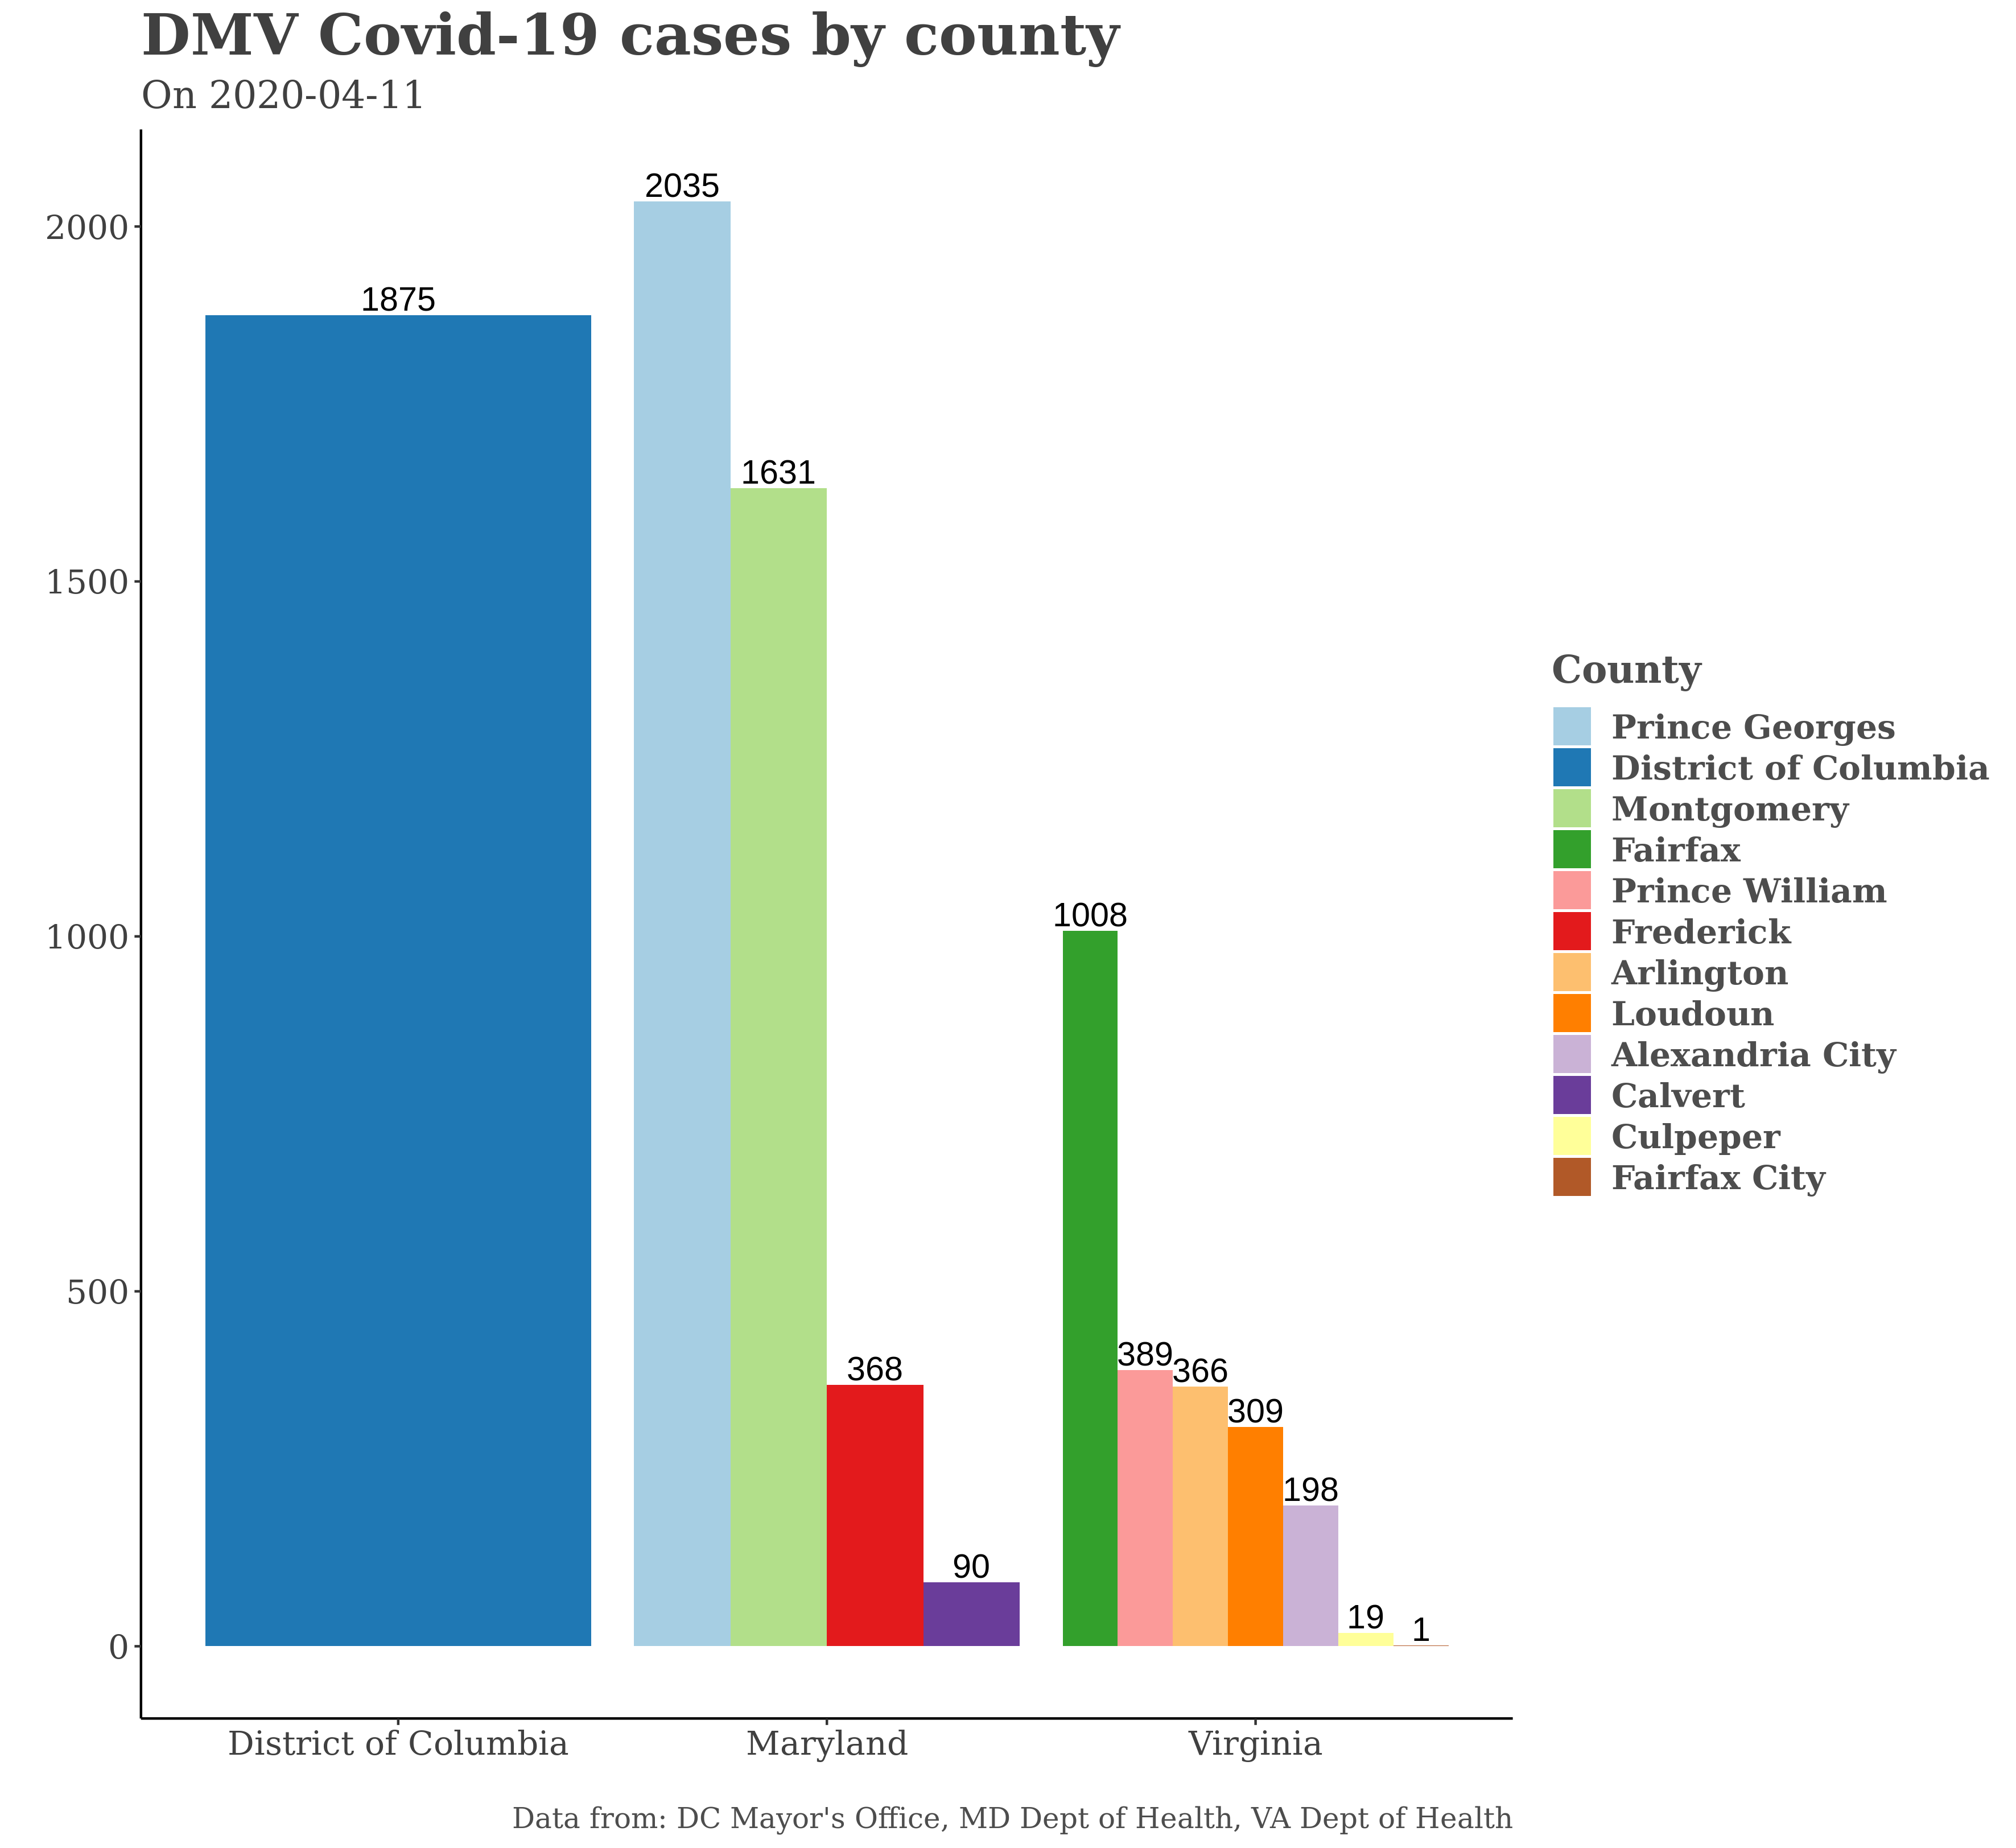 DMV Covid-19 cases by county
On 2020-04-11
2000
1500
1000
500
0
1875
2035
1631
368
90
1008
389
366
309
198
19
1
District of Columbia
Maryland
Virginia
County
Prince Georges
District of Columbia
Montgomery
Fairfax
Prince William
Frederick
Arlington
Loudoun
Alexandria City
Calvert
Culpeper
Fairfax City
Data from: DC Mayor's Office, MD Dept of Health, VA Dept of Health